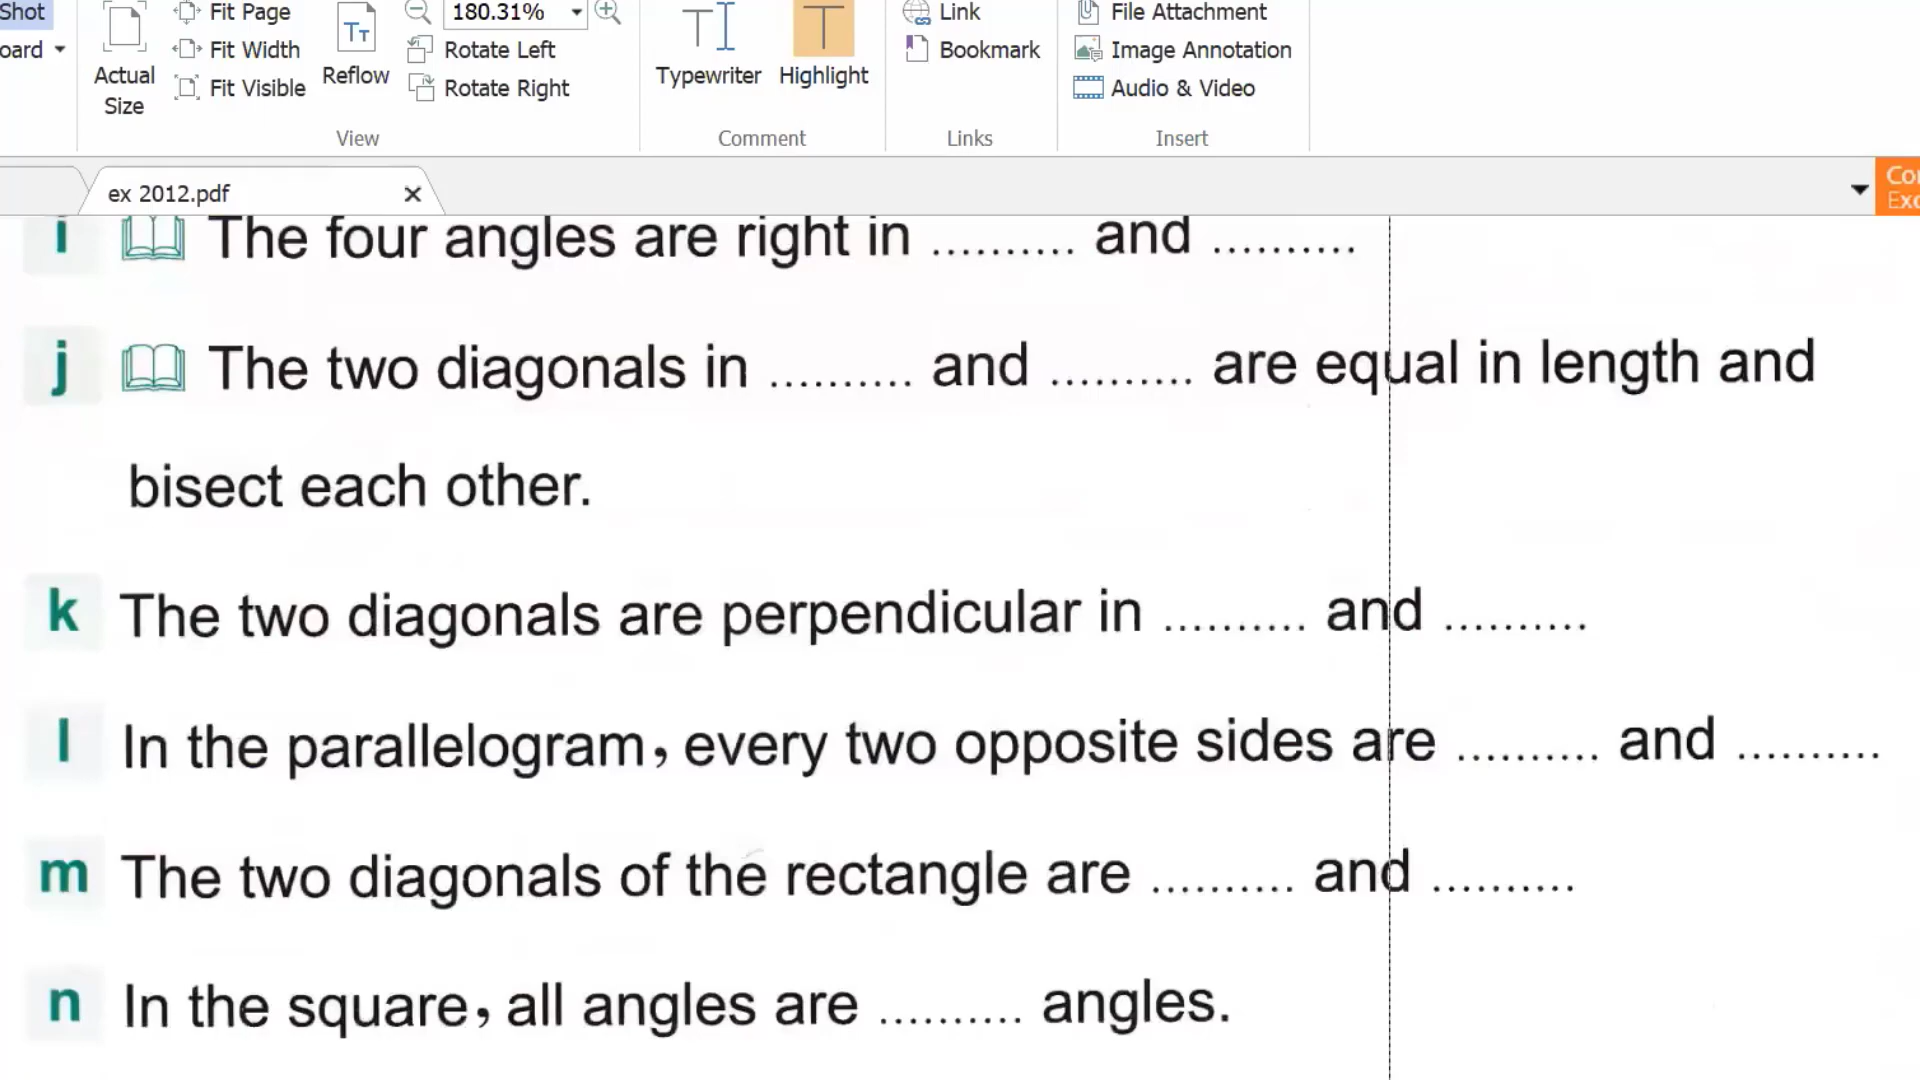 Shot
Fit Page
180.31%
Link
File Attachment
oard
Fit Width
Rotate Left
Bookmark
Image Annotation
Actual Size
Reflow
Typewriter
Highlight
Fit Visible
Rotate Right
Audio & Video
View
Comment
Links
Insert
ex 2012.pdf
i The four angles are right in .......... and ..........
j The two diagonals in .......... and .......... are equal in length and
bisect each other.
k The two diagonals are perpendicular in .......... and ..........
l In the parallelogram, every two opposite sides are .......... and ..........
m The two diagonals of the rectangle are .......... and ..........
n In the square, all angles are .......... angles.